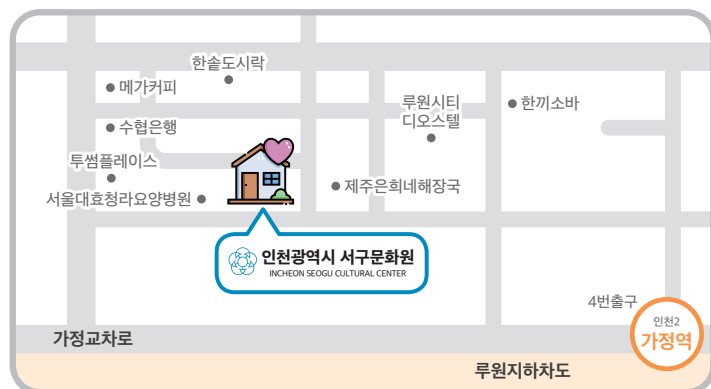 한솥도시락
메가커피
루원시티
디오스텔
한끼소바
수협은행
투썸플레이스
제주은희네해장국
서울대효청라요양병원
인천광역시 서구문화원
INCHEON SEOGU CULTURAL CENTER
4번출구
인천2
가정역
가정교차로
루원지하차도